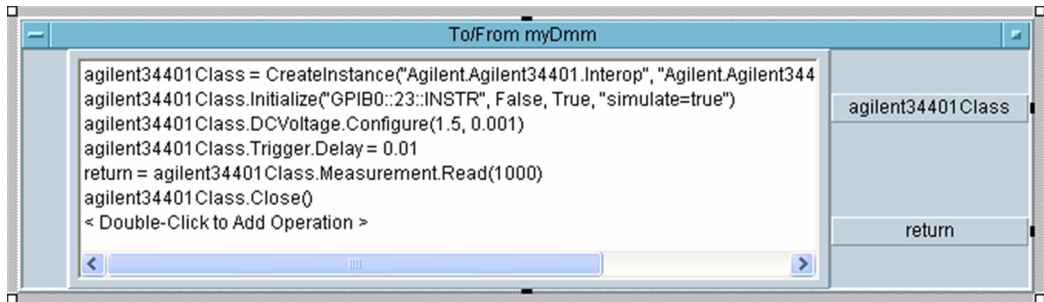 To/From myDmm
agilent34401Class = CreateInstance("Agilent.Agilent34401.Interop", "Agilent.Agilent344
agilent34401Class.Initialize("GPIB0::23::INSTR", False, True, "simulate=true")
agilent34401Class.DCVoltage.Configure(1.5, 0.001)
agilent34401Class.Trigger.Delay = 0.01
return = agilent34401Class.Measurement.Read(1000)
agilent34401Class.Close()
< Double-Click to Add Operation >
agilent34401Class
return